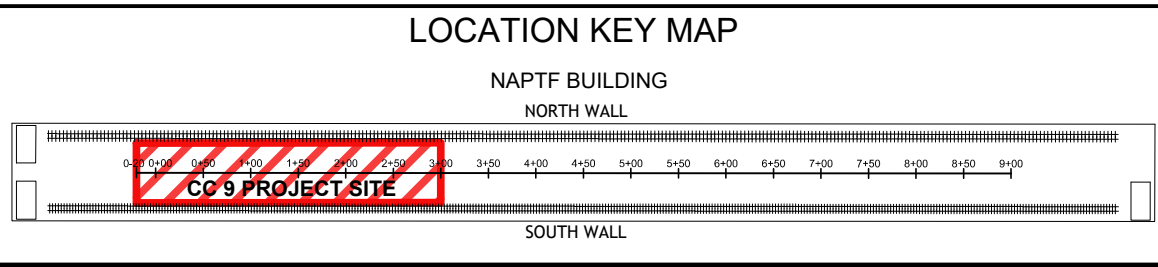 LOCATION KEY MAP
NAPTF BUILDING
NORTH WALL
0-20 0+00 0+50 1+00 1+50 2+00 2+50 3+00 3+50 4+00 4+50 5+00 5+50 6+00 6+50 7+00 7+50 8+00 8+50 9+00
CC 9 PROJECT SITE
SOUTH WALL